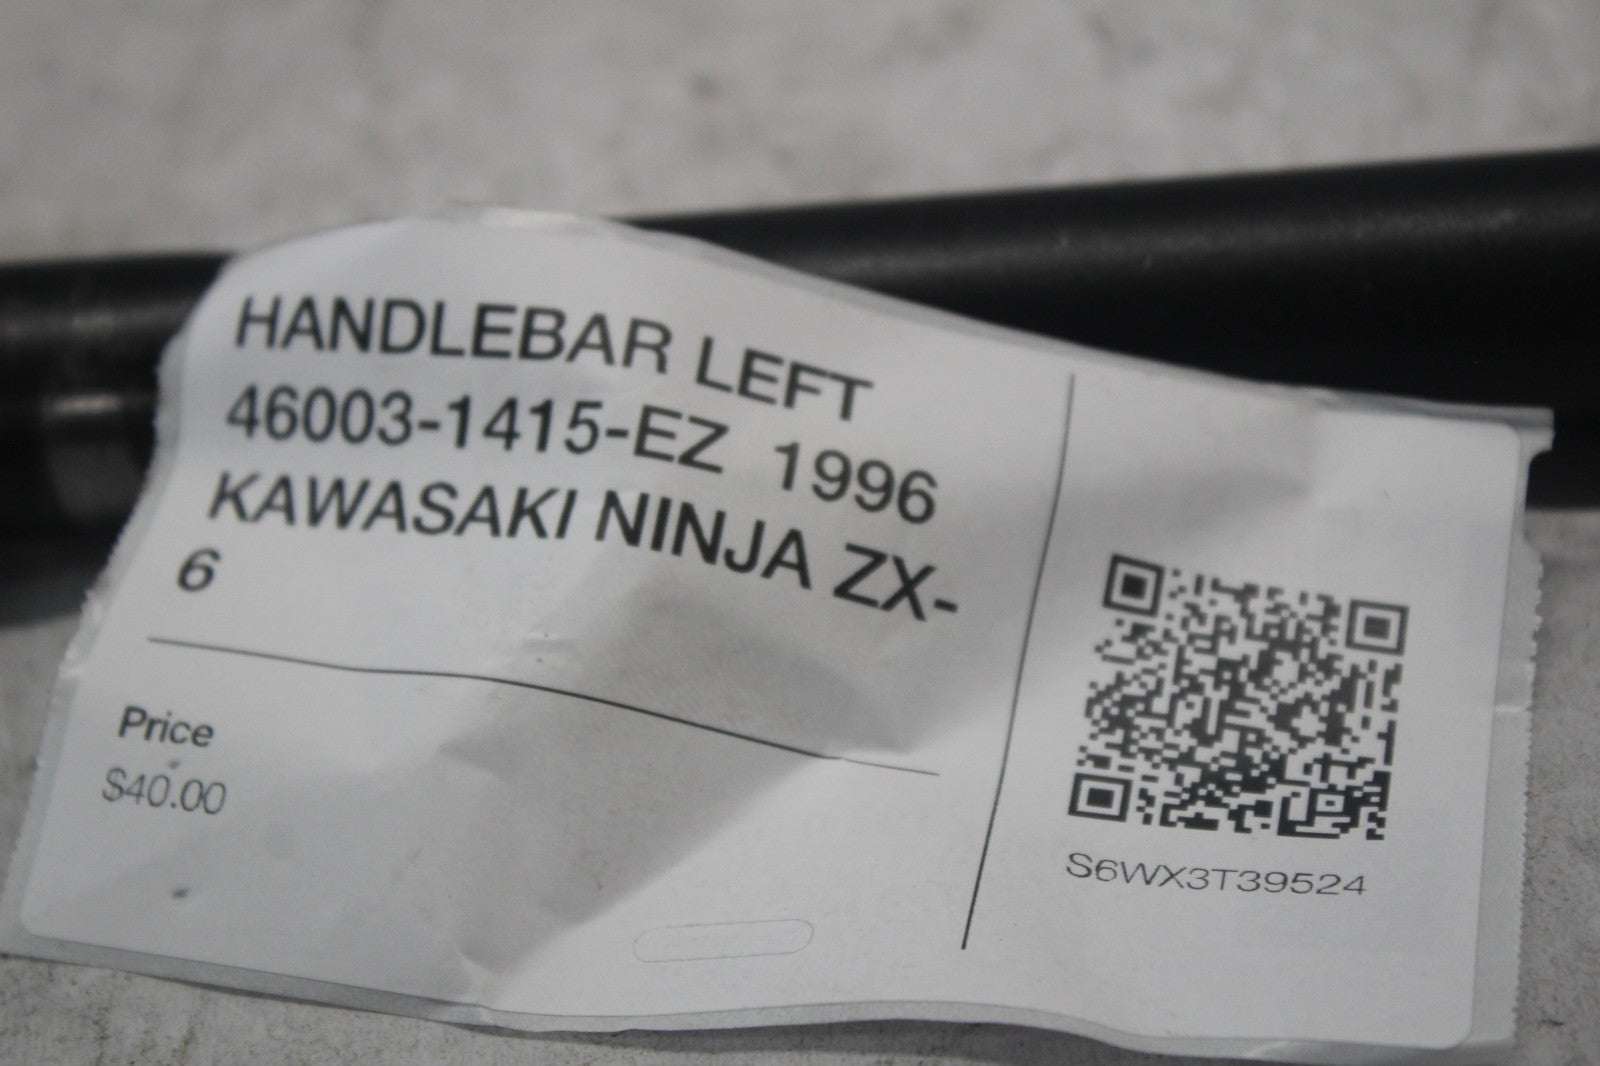 HANDLEBAR LEFT
46003-1415-EZ 1996
KAWASAKI NINJA ZX-
6
Price
$40.00
S6WX3T39524